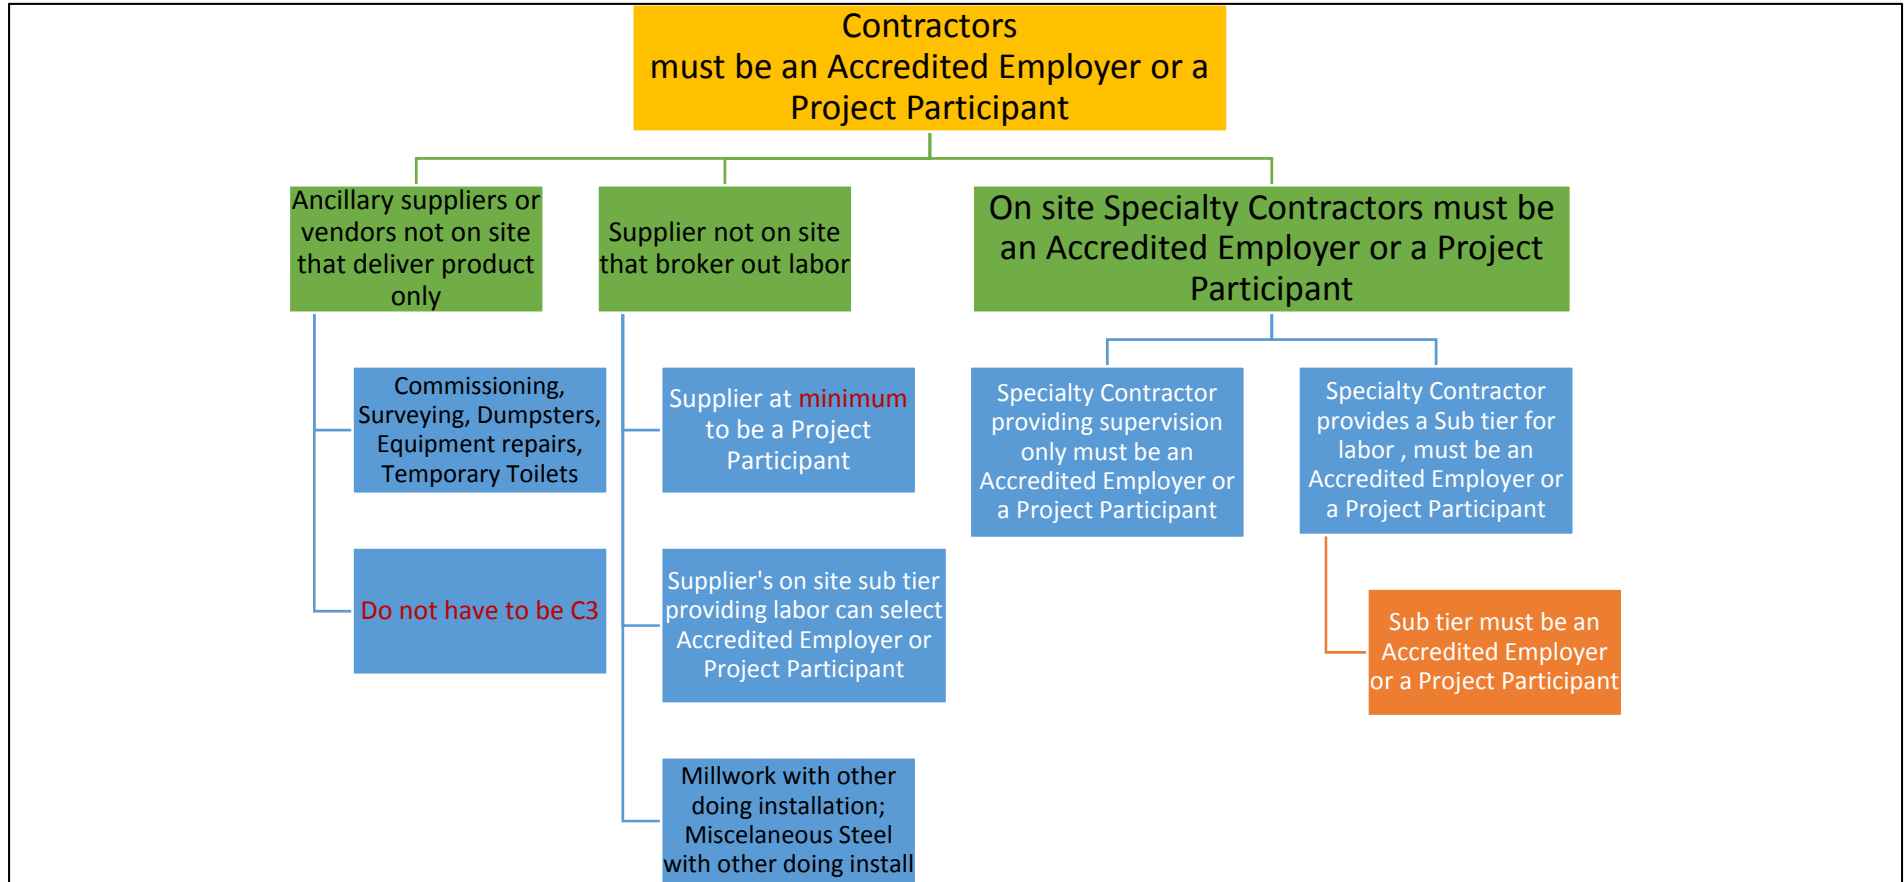 Contractors
must be an Accredited Employer or a
Project Participant
Ancillary suppliers or
vendors not on site
that deliver product
only
Supplier not on site
that broker out labor
On site Specialty Contractors must be
an Accredited Employer or a Project
Participant
Commissioning,
Surveying, Dumpsters,
Equipment repairs,
Temporary Toilets
Do not have to be C3
Supplier at minimum
to be a Project
Participant
Supplier's on site sub tier
providing labor can select
Accredited Employer or
Project Participant
Millwork with other
doing installation;
Miscelaneous Steel
with other doing install
Specialty Contractor
providing supervision
only must be an
Accredited Employer or
a Project Participant
Specialty Contractor
provides a Sub tier for
labor , must be an
Accredited Employer or
a Project Participant
Sub tier must be an
Accredited Employer
or a Project Participant